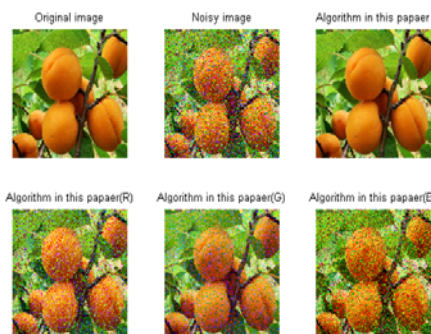 Original image
Noisy image
Algorithm in this papaer
Algorithm in this papaer(R)
Algorithm in this papaer(G)
Algorithm in this